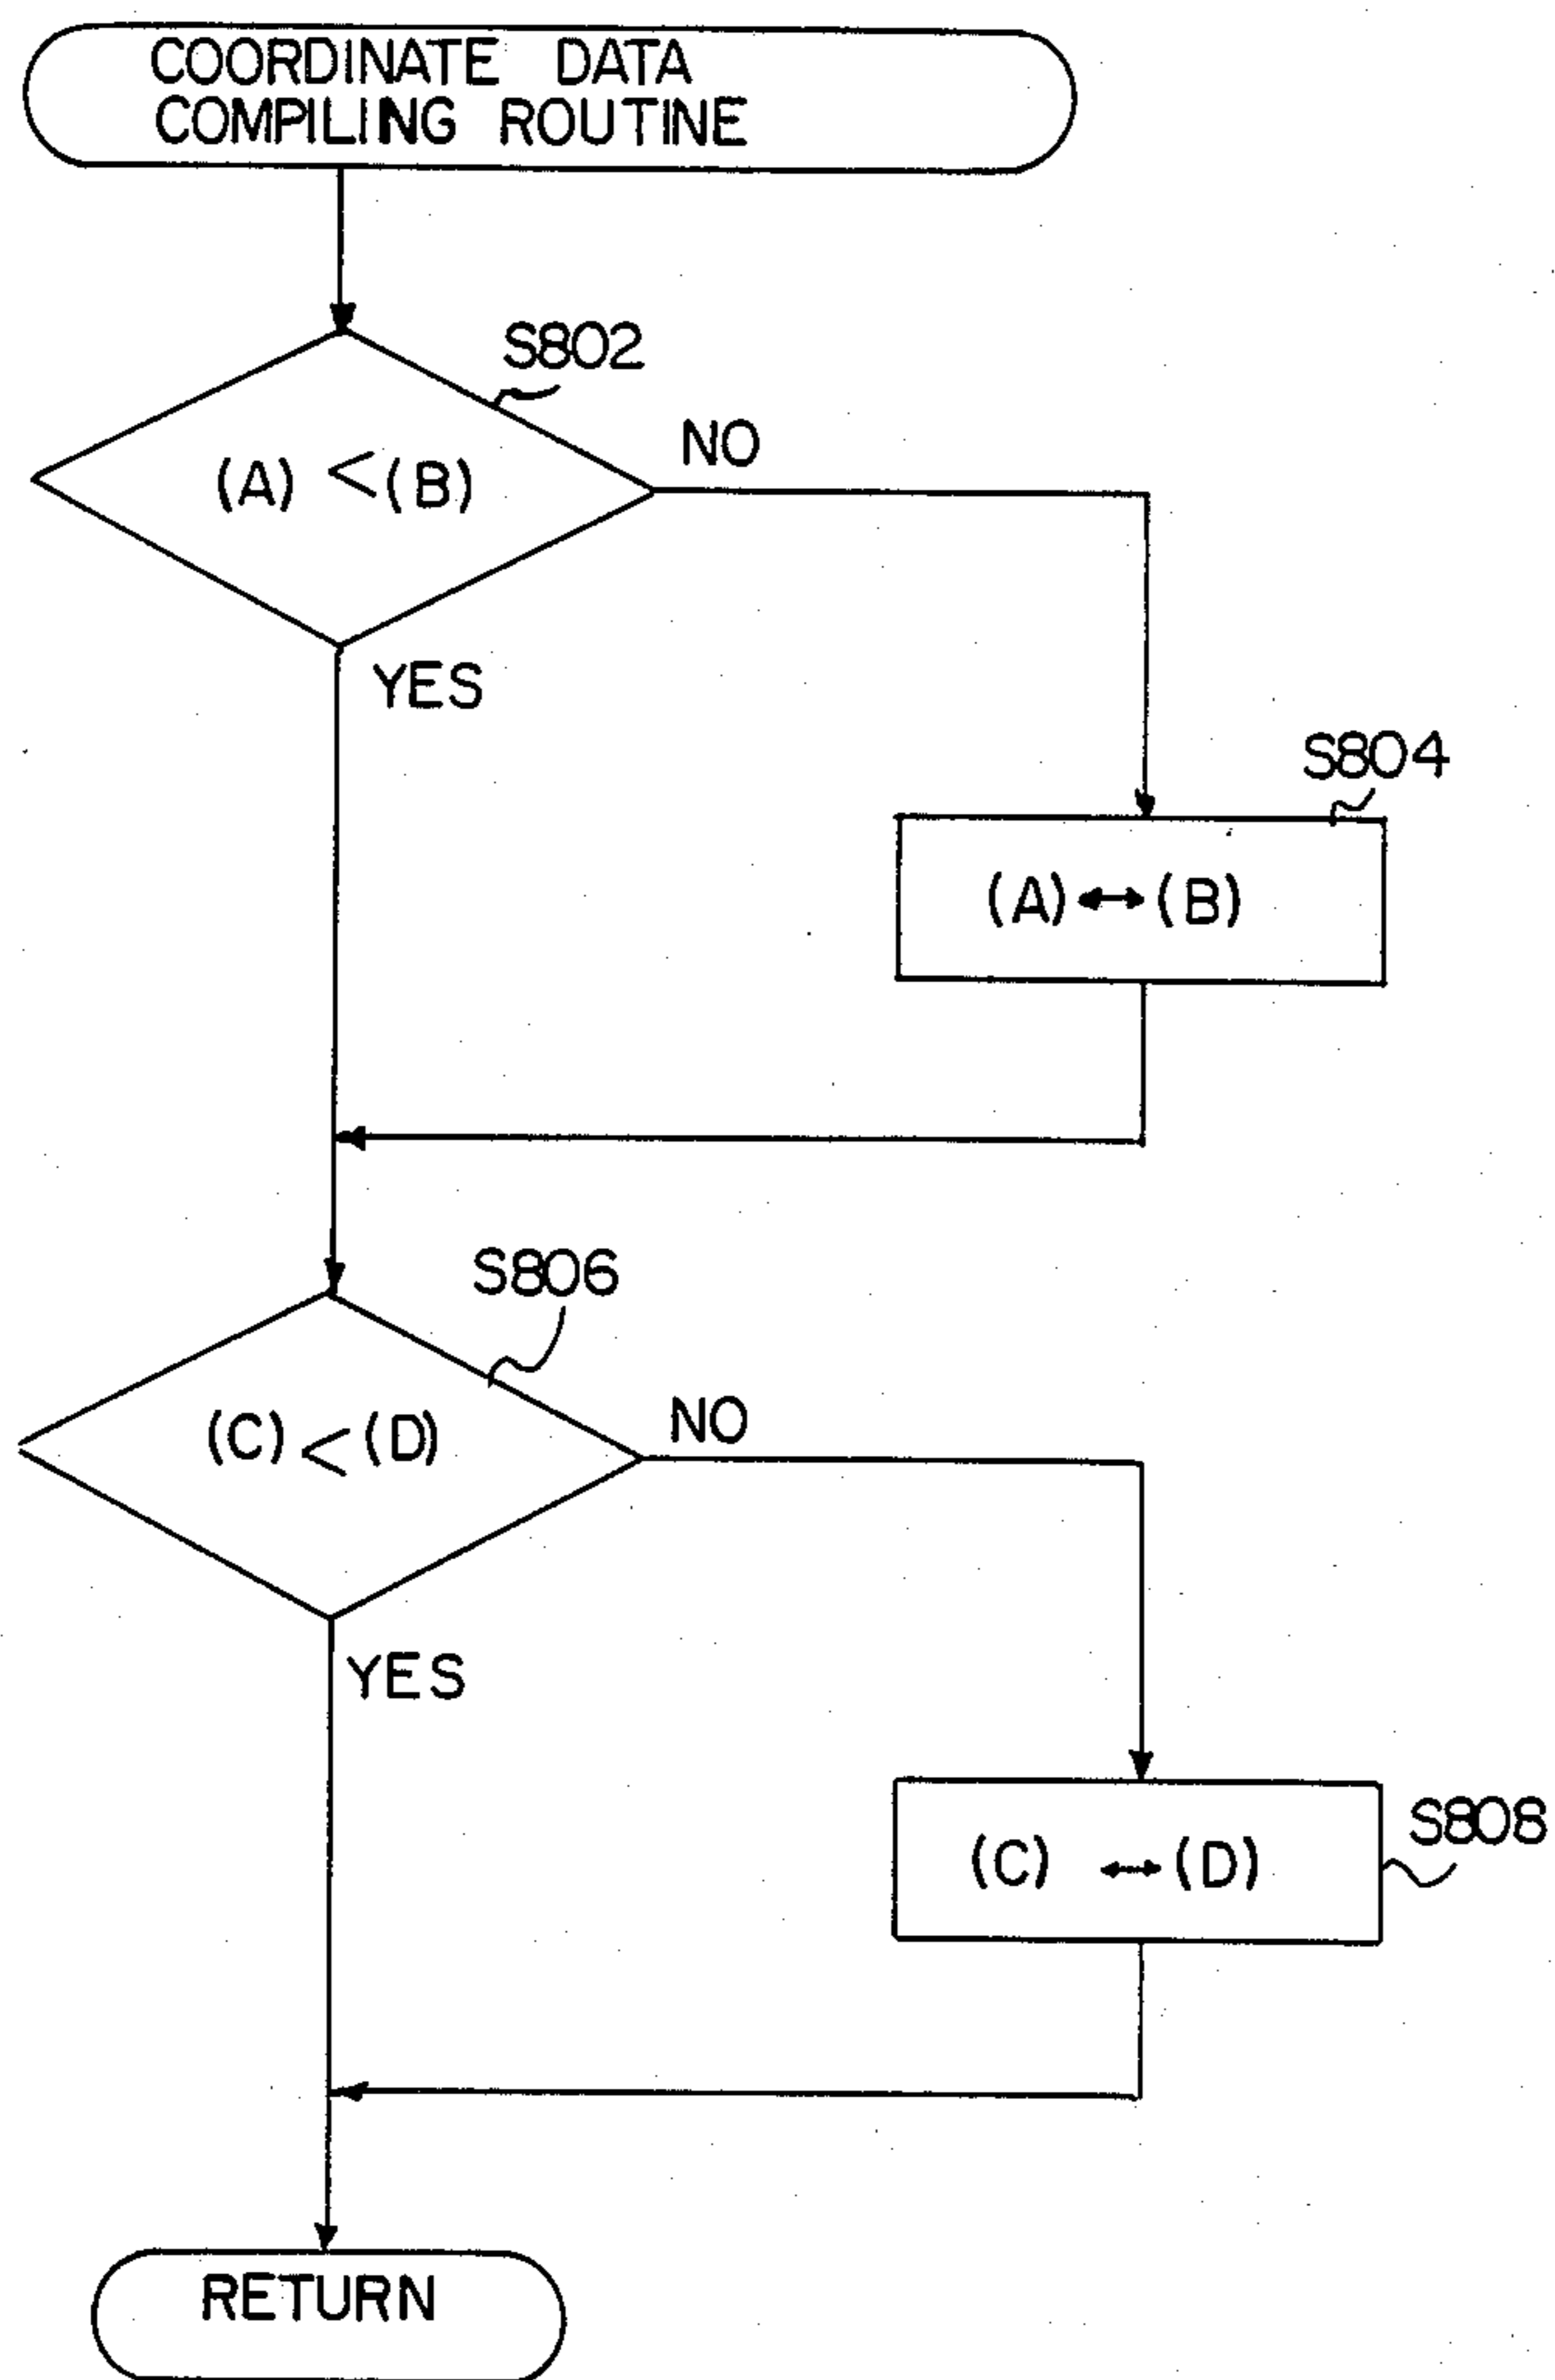 COORDINATE DATA
COMPILING ROUTINE
S802
(A) <(B)
NO
YES
S804
(A)↔(B)
S806
(C)<(D)
NO
YES
(C) ↔(D)
S808
RETURN